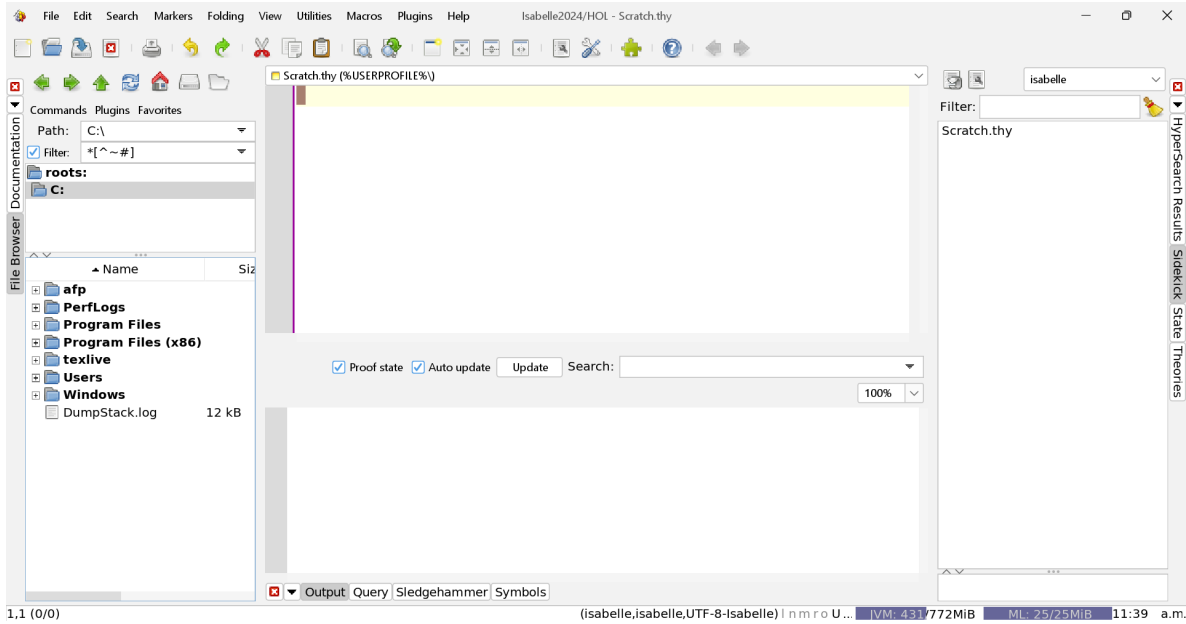 File Edit Search Markers Folding View Utilities Macros Plugins Help Isabelle2024/HOL - Scratch.thy
Commands Plugins Favorites
Path: C:\
Filter: *[^~#]
roots:
C:
Name Siz
afp
PerfLogs
Program Files
Program Files (x86)
texlive
Users
Windows
DumpStack.log 12 kB
Documentation
File Browser
Scratch.thy (%USERPROFILE%\)
Proof state Auto update Update Search:
100%
Output Query Sledgehammer Symbols
isabelle
Filter:
Scratch.thy
HyperSearch Results
Sidekick
State
Theories
1,1 (0/0) (isabelle,isabelle,UTF-8-Isabelle) l n m r o U... JVM: 431/772MiB ML: 25/25MiB 11:39 a.m.